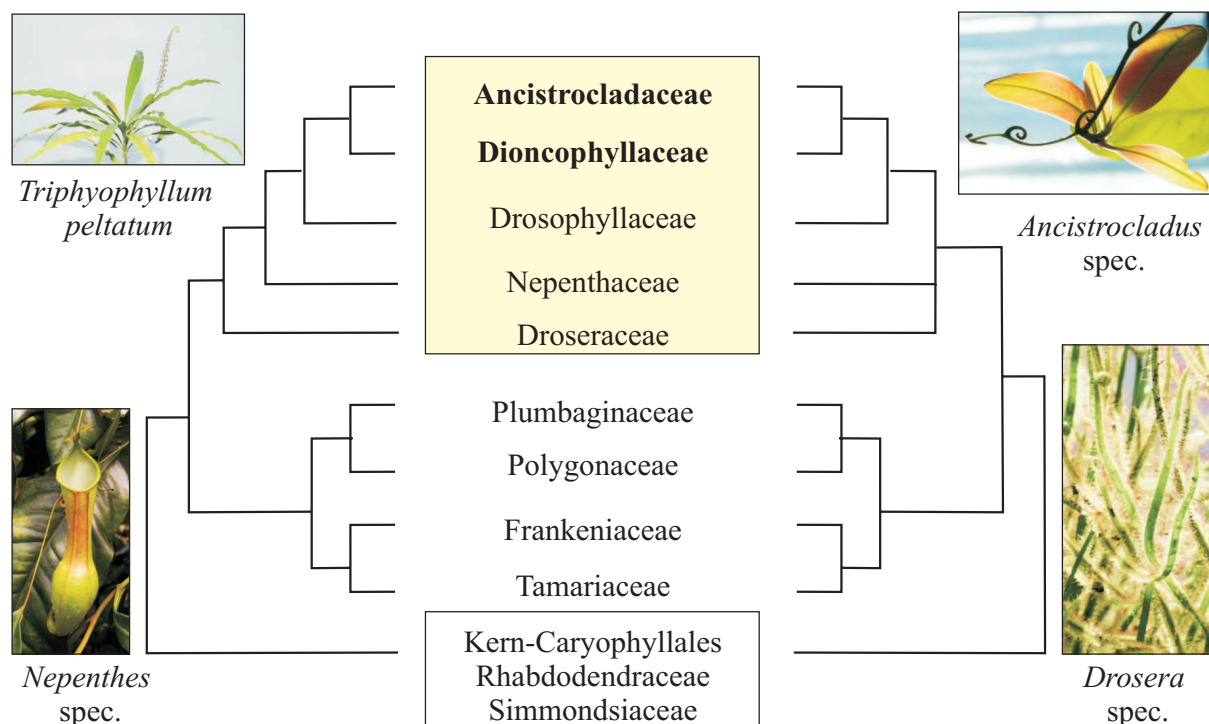 Triphyophyllum
peltatum
Nepenthes
spec.
Ancistrocladaceae
Dioncophyllaceae
Drosophyllaceae
Nepenthaceae
Droseraceae
Plumbaginaceae
Polygonaceae
Frankeniaceae
Tamariaceae
Kern-Caryophyllales
Rhabdodendraceae
Simmondsiaceae
Ancistrocladus
spec.
Drosera
spec.